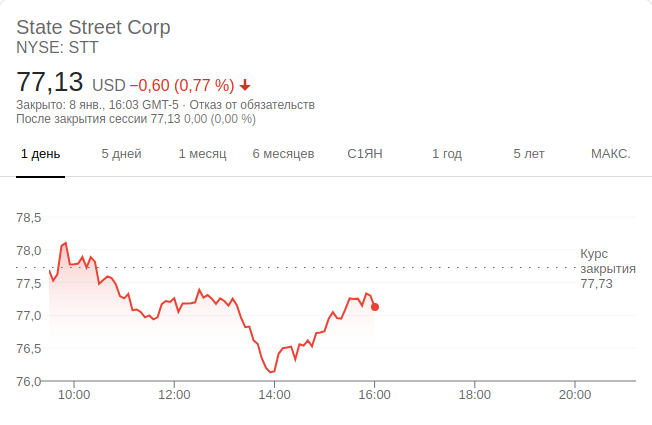 State Street Corp
NYSE: STT
77,13 USD −0,60 (0,77 %)
Закрыто: 8 янв., 16:03 GMT-5 · Отказ от обязательств
После закрытия сессии 77,13 0,00 (0,00 %)
1 день 5 дней 1 месяц 6 месяцев С1ЯН 1 год 5 лет МАКС.
78,5
78,0
77,5
77,0
76,5
76,0
Курс
закрытия
77,73
10:00 12:00 14:00 16:00 18:00 20:00